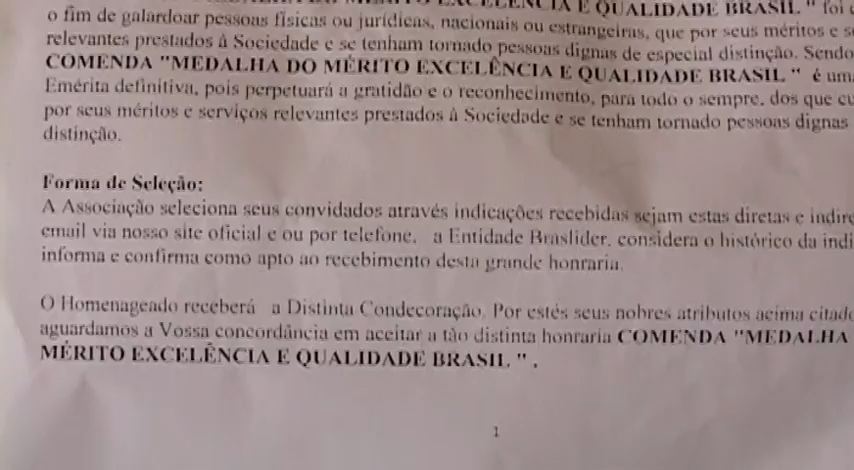 EXCELÊNCIA E QUALIDADE BRASIL " foi
o fim de galardoar pessoas físicas ou jurídicas, nacionais ou estrangeiras, que por seus méritos e
relevantes prestados à Sociedade e se tenham tornado pessoas dignas de especial distinção. Sendo
COMENDA "MEDALHA DO MÉRITO EXCELÊNCIA E QUALIDADE BRASIL " é
Emérita definitiva, pois perpetuará a gratidão e o reconhecimento, para todo o sempre, dos que
por seus méritos e serviços relevantes prestados à Sociedade e se tenham tornado pessoas dignas
distinção.
Forma de Seleção:
A Associação seleciona seus convidados através indicações recebidas sejam estas diretas e
email via nosso site oficial e ou por telefone, a Entidade Braslider, considera o histórico da
informa e confirma como apto ao recebimento desta grande honraria.
O Homenageado receberá a Distinta Condecoração. Por estés seus nobres atributos acima
aguardamos a Vossa concordância em aceitar a tão distinta honraria COMENDA "MEDALHA
MÉRITO EXCELÊNCIA E QUALIDADE BRASIL " .
1